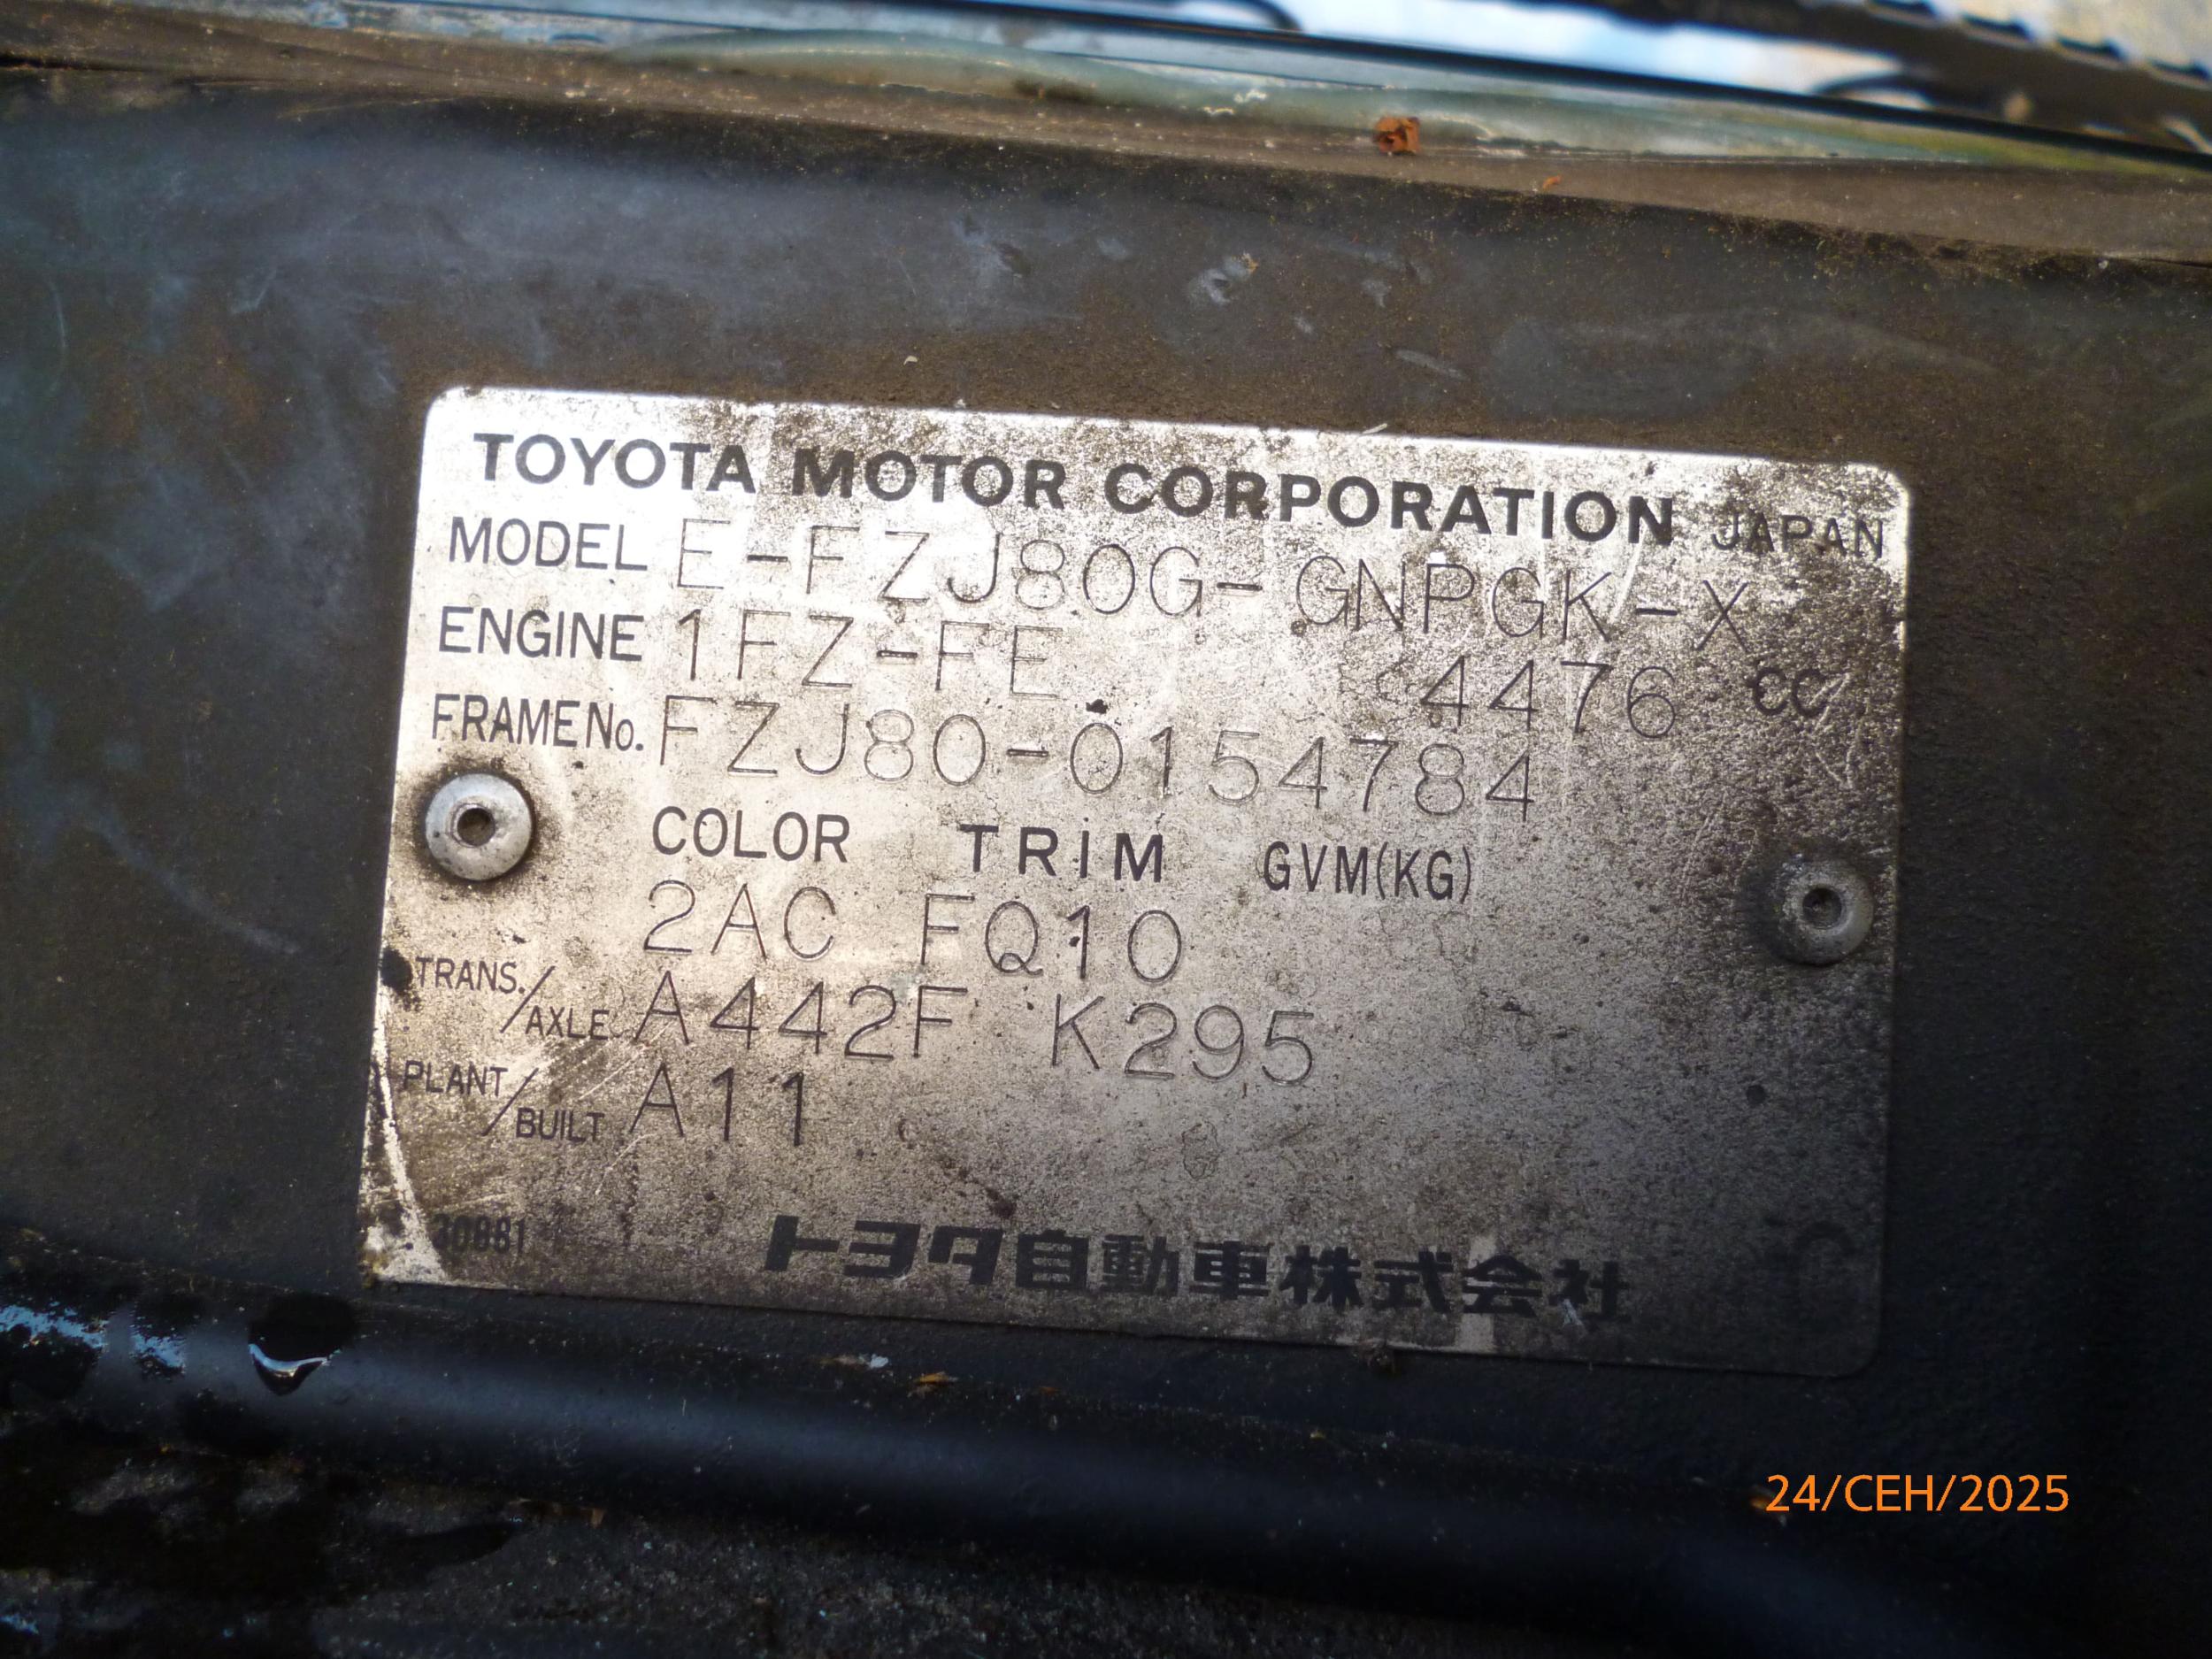 TOYOTA MOTOR CORPORATION JAPAN
MODEL E-FZJ80G-GNPGK-X
ENGINE 1FZ-FE 4476 CC
FRAME No. FZJ80-0154784
COLOR TRIM GVM(KG)
2AC FQ10
TRANS./AXLE A442F K295
PLANT/BUILT A11
トヨタ自動車株式会社
24/СЕН/2025